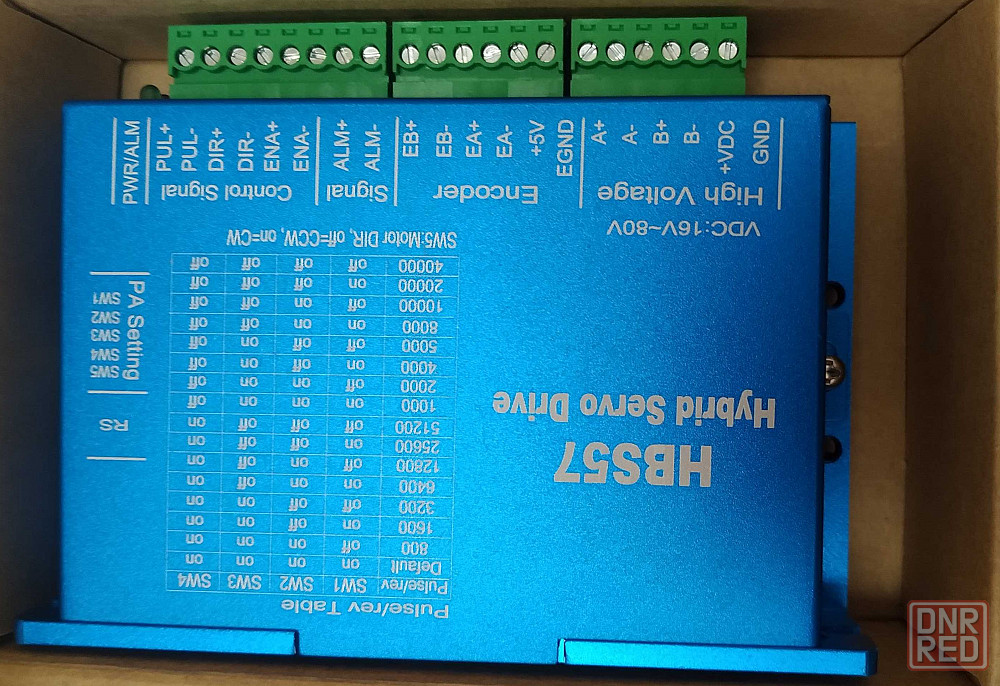 HBS57
Hybrid Servo Drive
Pulse/rev Table
Pulse/rev SW1 SW2 SW3 SW4
Default on on on on
800 off on on on
1600 on off on on
3200 off off on on
6400 on on off on
12800 off on off on
25600 on off off on
51200 off off off on
1000 on on on off
2000 off on on off
4000 on off on off
5000 off off on off
8000 on on off off
10000 off on off off
20000 on off off off
40000 off off off off
SW5:Motor DIR, off=CCW, on=CW
RS
PA Setting
SW5
SW4
SW3
SW2
SW1
VDC:16V~80V
High Voltage
GND
+VDC
B-
B+
A-
A+
Encoder
EGND
+5V
EA-
EA+
EB-
EB+
Signal
ALM-
ALM+
Control Signal
ENA-
ENA+
DIR-
DIR+
PUL-
PUL+
PWR/ALM
DNR
RED